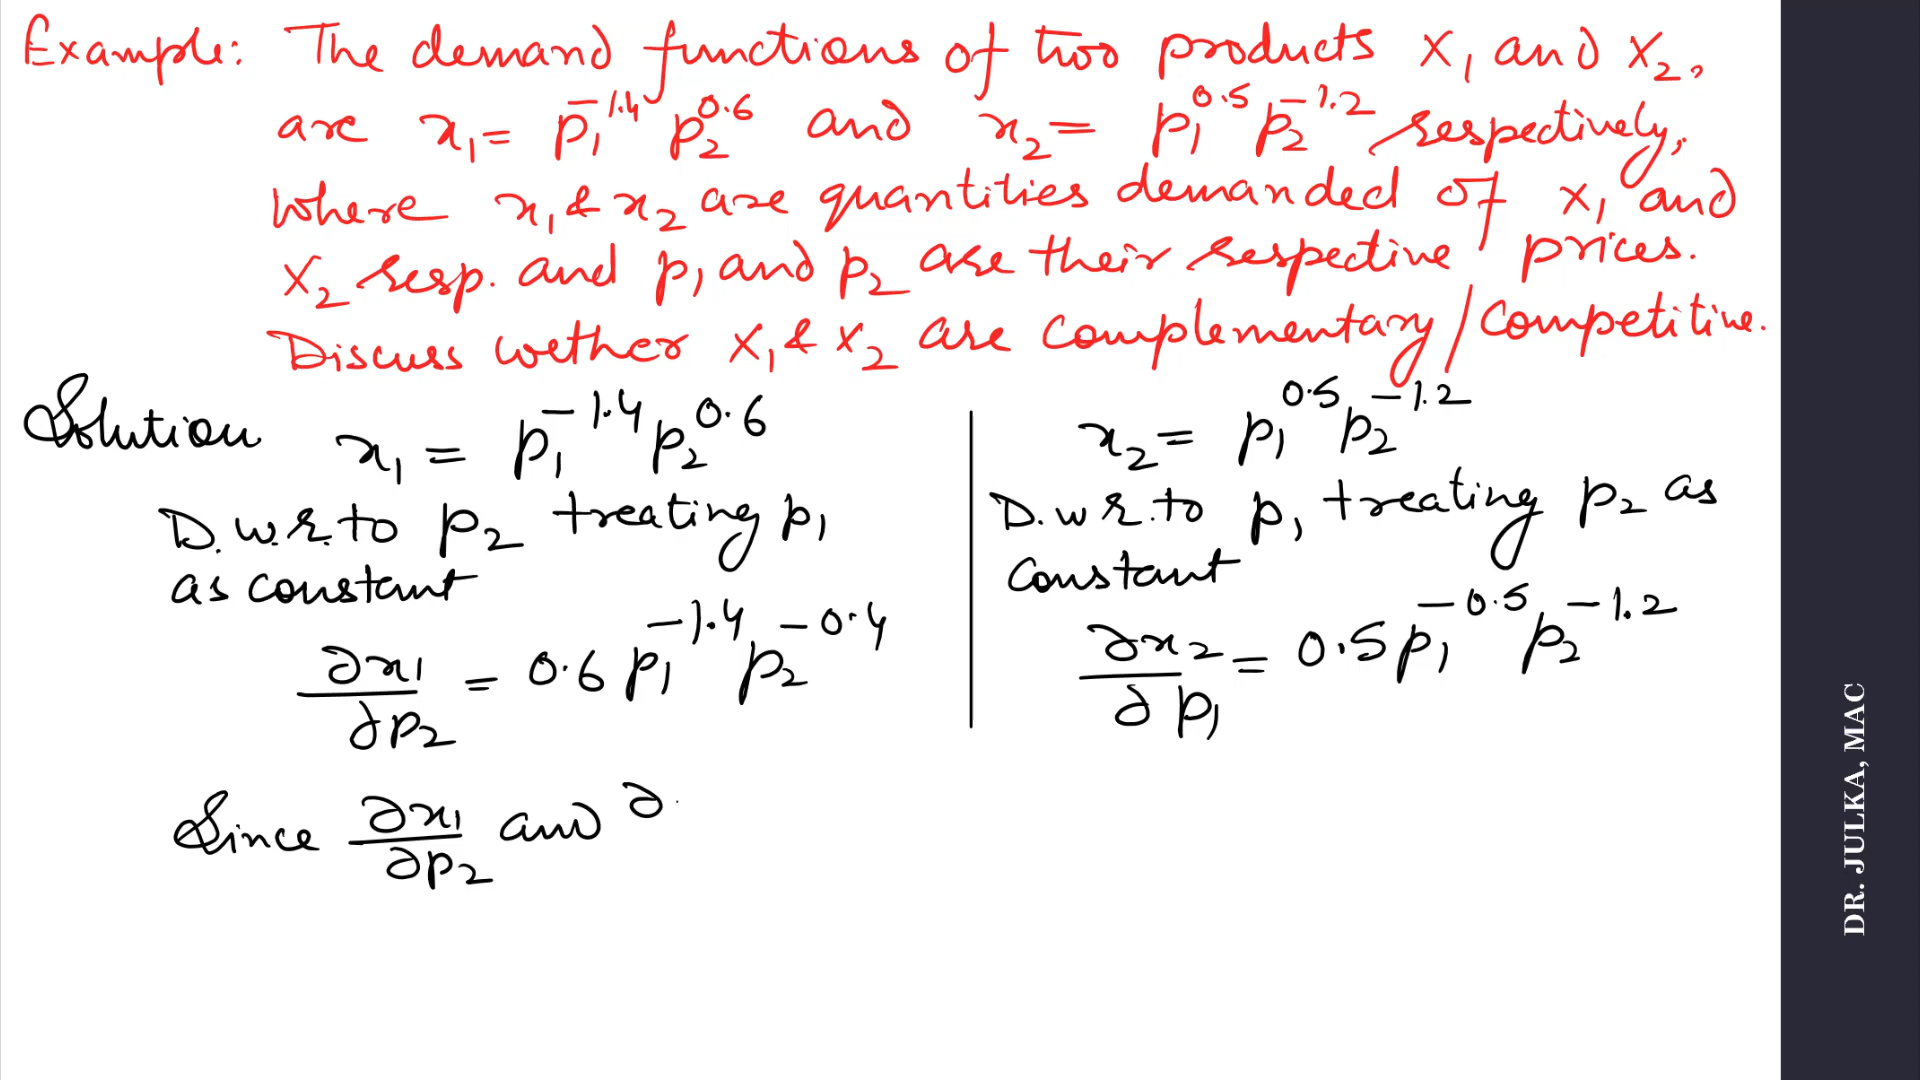 Example: The demand functions of two products X₁ and X₂,
are x₁ = p₁^-1.4 p₂^0.6 and x₂ = p₁^0.5 p₂^-1.2 respectively,
where x₁ & x₂ are quantities demanded of X₁ and
X₂ resp. and p₁ and p₂ are their respective prices.
Discuss wether X₁ & X₂ are complementary/competitive.
Solution x₁ = p₁^-1.4 p₂^0.6
D.w.r.to p₂ treating p₁
as constant
∂x₁/∂p₂ = 0.6 p₁^-1.4 p₂^-0.4
x₂ = p₁^0.5 p₂^-1.2
D.w r.to p₁ treating p₂ as
constant
∂x₂/∂p₁ = 0.5 p₁^-0.5 p₂^-1.2
Since ∂x₁/∂p₂ and ∂
DR. JULKA, MAC